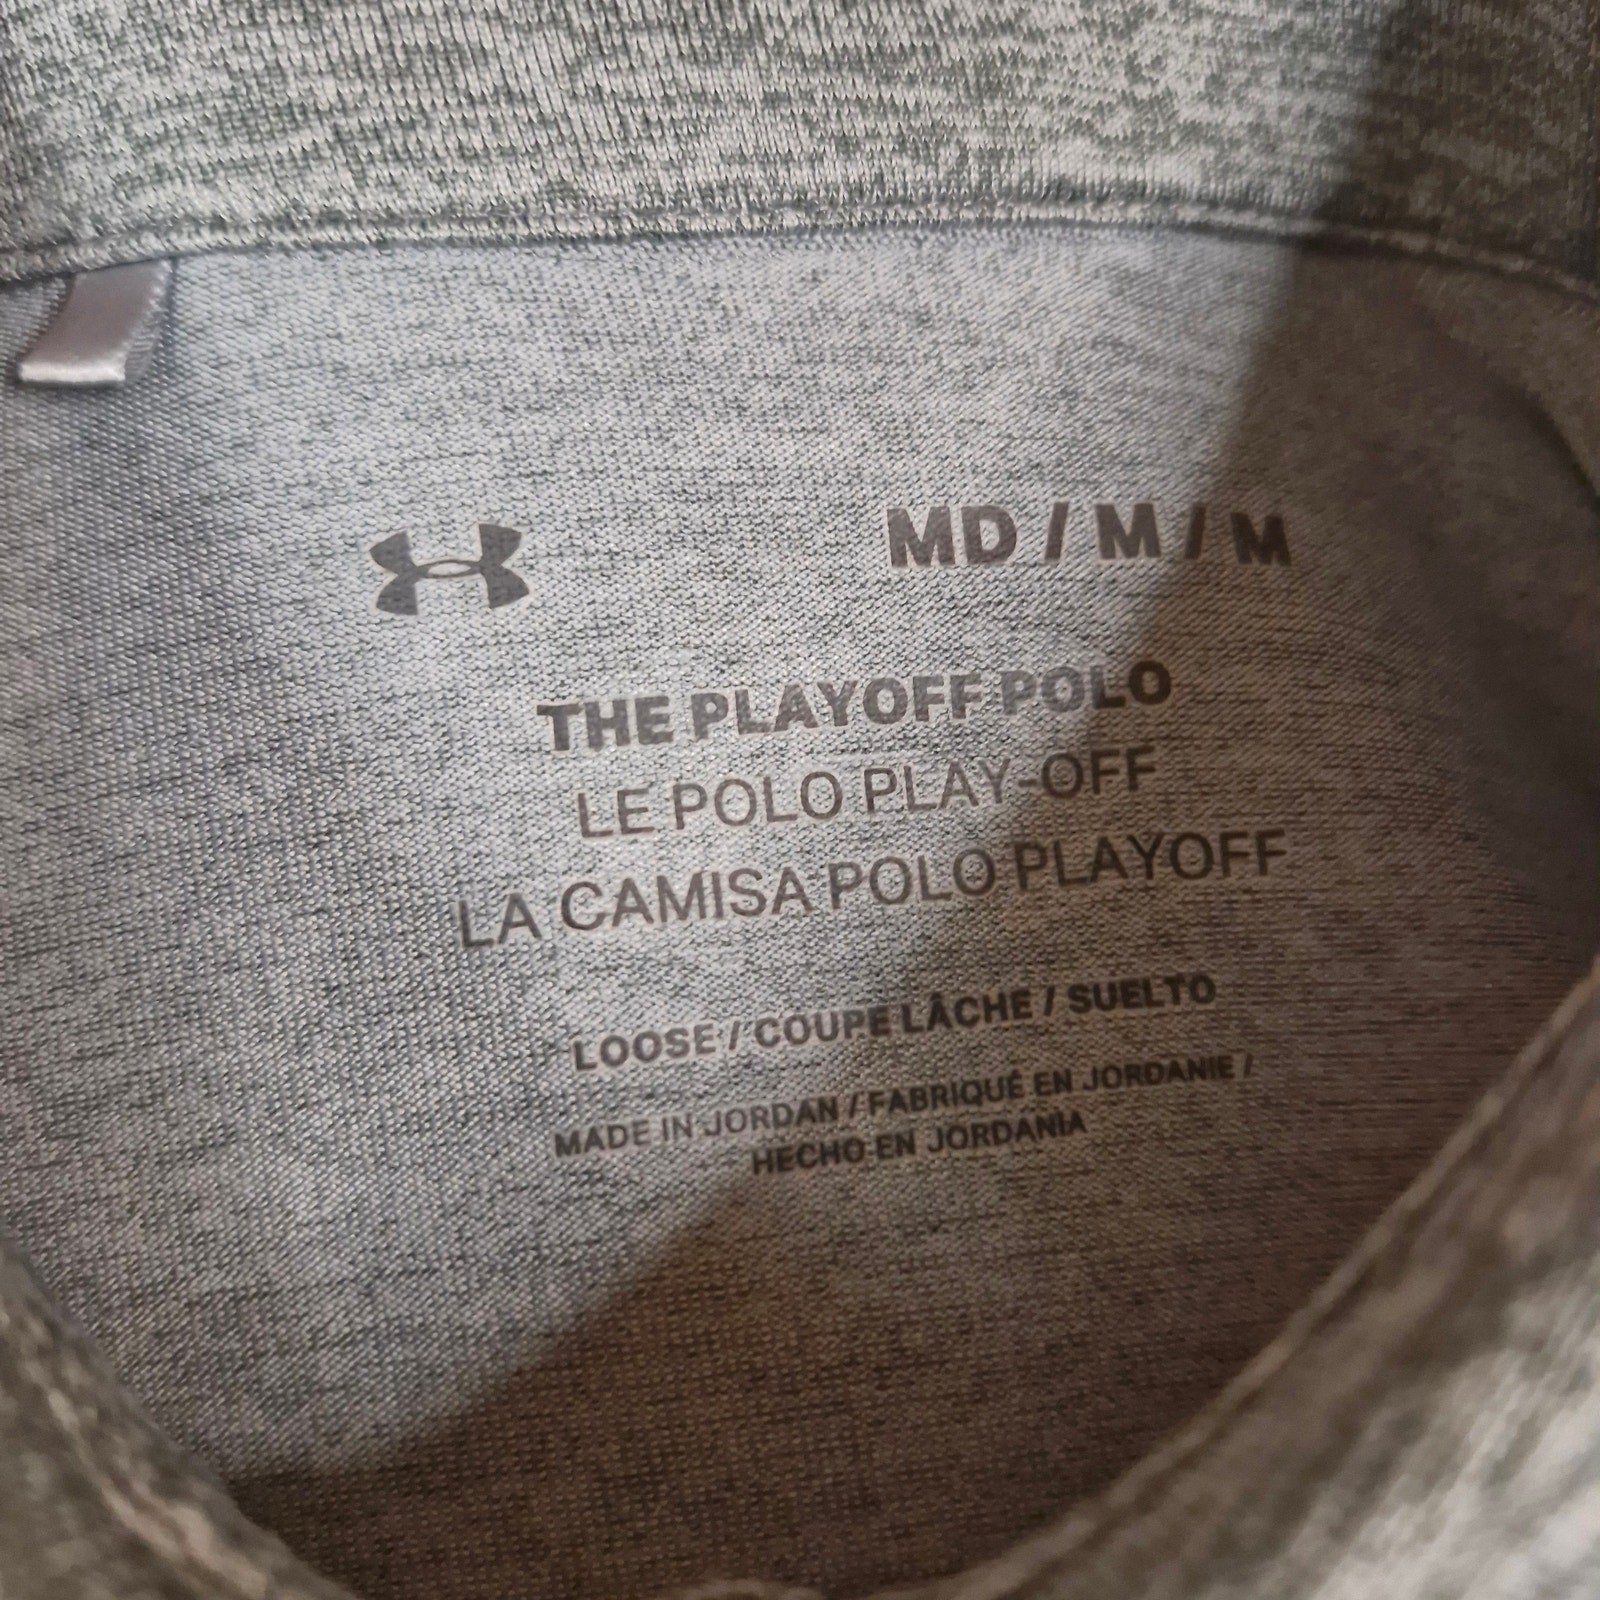 MD / M / M
THE PLAYOFF POLO
LE POLO PLAY-OFF
LA CAMISA POLO PLAYOFF
LOOSE / COUPE LÂCHE / SUELTO
MADE IN JORDAN / FABRIQUÉ EN JORDANIE /
HECHO EN JORDANIA